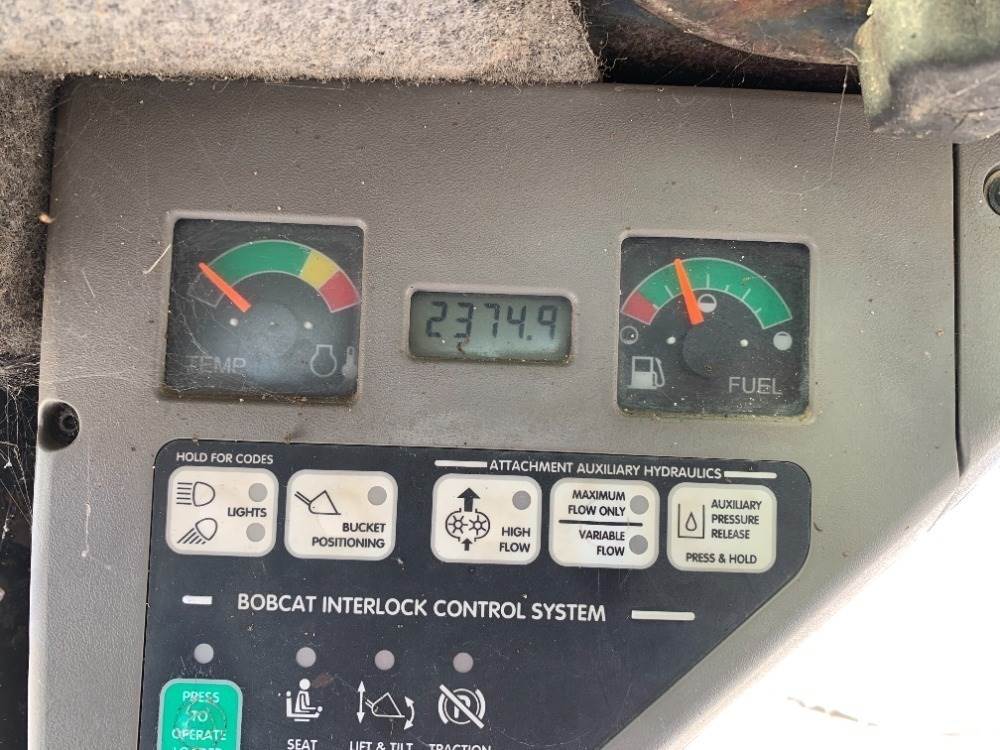 2374.9
TEMP
FUEL
HOLD FOR CODES
ATTACHMENT AUXILIARY HYDRAULICS
LIGHTS
BUCKET
POSITIONING
HIGH
FLOW
MAXIMUM
FLOW ONLY
VARIABLE
FLOW
AUXILIARY
PRESSURE
RELEASE
PRESS & HOLD
BOBCAT INTERLOCK CONTROL SYSTEM
PRESS
TO
OPERATE
LOADER
SEAT
LIFT & TILT
TRACTION